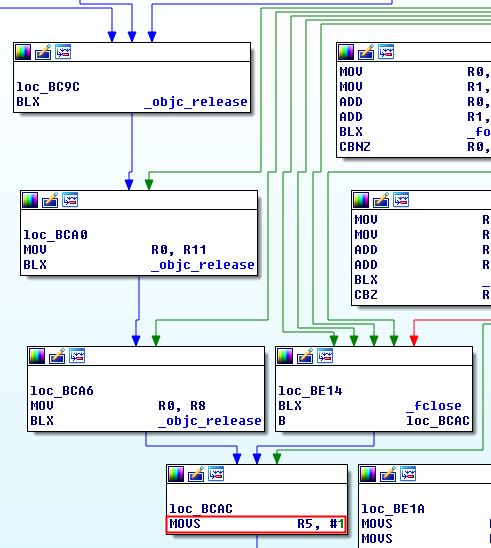 loc_BC9C
BLX _objc_release
MOV R0,
MOV R1,
ADD R0,
ADD R1,
BLX _fo
CBNZ R0,
loc_BCA0
MOV R0, R11
BLX _objc_release
MOV R
MOV R
ADD R
ADD R
BLX _
CBZ R
loc_BCA6
MOV R0, R8
BLX _objc_release
loc_BE14
BLX _fclose
B loc_BCAC
loc_BCAC
MOVS R5, #1
loc_BE1A
MOVS
MOVS